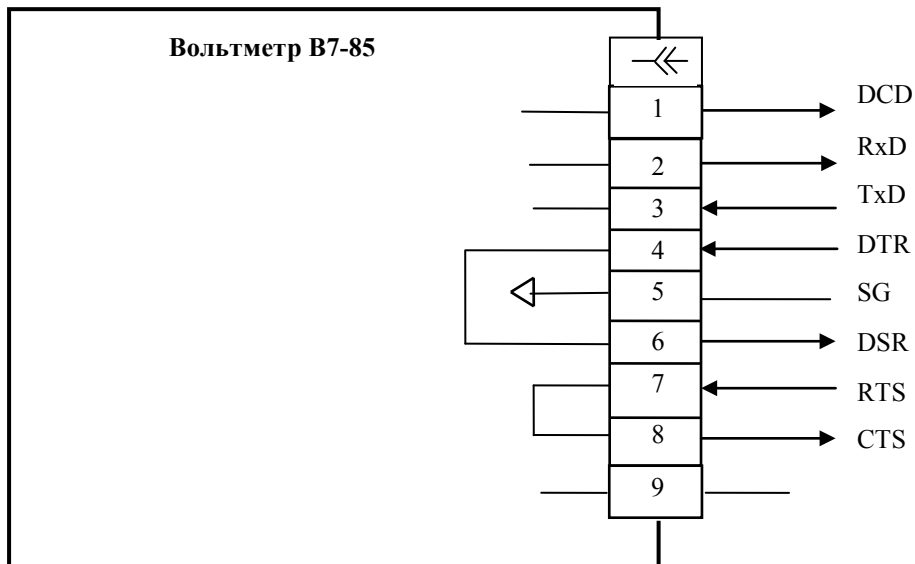 Вольтметр В7-85
1 DCD
2 RxD
3 TxD
4 DTR
5 SG
6 DSR
7 RTS
8 CTS
9